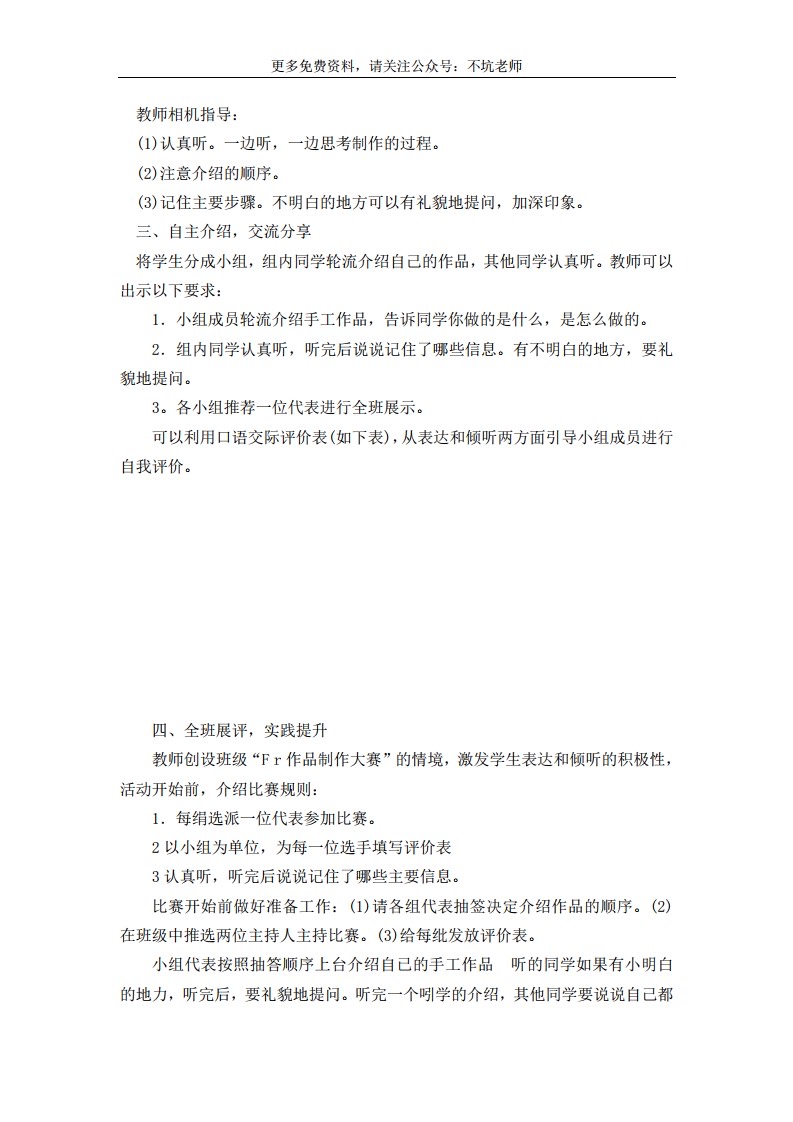 更多免费资料，请关注公众号：不坑老师
教师相机指导：
(1)认真听。一边听，一边思考制作的过程。
(2)注意介绍的顺序。
(3)记住主要步骤。不明白的地方可以有礼貌地提问，加深印象。
三、自主介绍，交流分享
将学生分成小组，组内同学轮流介绍自己的作品，其他同学认真听。教师可以
出示以下要求：
1．小组成员轮流介绍手工作品，告诉同学你做的是什么，是怎么做的。
2．组内同学认真听，听完后说说记住了哪些信息。有不明白的地方，要礼
貌地提问。
3。各小组推荐一位代表进行全班展示。
可以利用口语交际评价表(如下表)，从表达和倾听两方面引导小组成员进行
自我评价。
四、全班展评，实践提升
教师创设班级“F r 作品制作大赛”的情境，激发学生表达和倾听的积极性，
活动开始前，介绍比赛规则：
1．每绢选派一位代表参加比赛。
2 以小组为单位，为每一位选手填写评价表
3 认真听，听完后说说记住了哪些主要信息。
比赛开始前做好准备工作：(1)请各组代表抽签决定介绍作品的顺序。(2)
在班级中推选两位主持人主持比赛。(3)给每纰发放评价表。
小组代表按照抽答顺序上台介绍自已的手工作品　听的同学如果有小明白
的地力，听完后，要礼貌地提问。听完一个吲学的介绍，其他同学要说说自己都